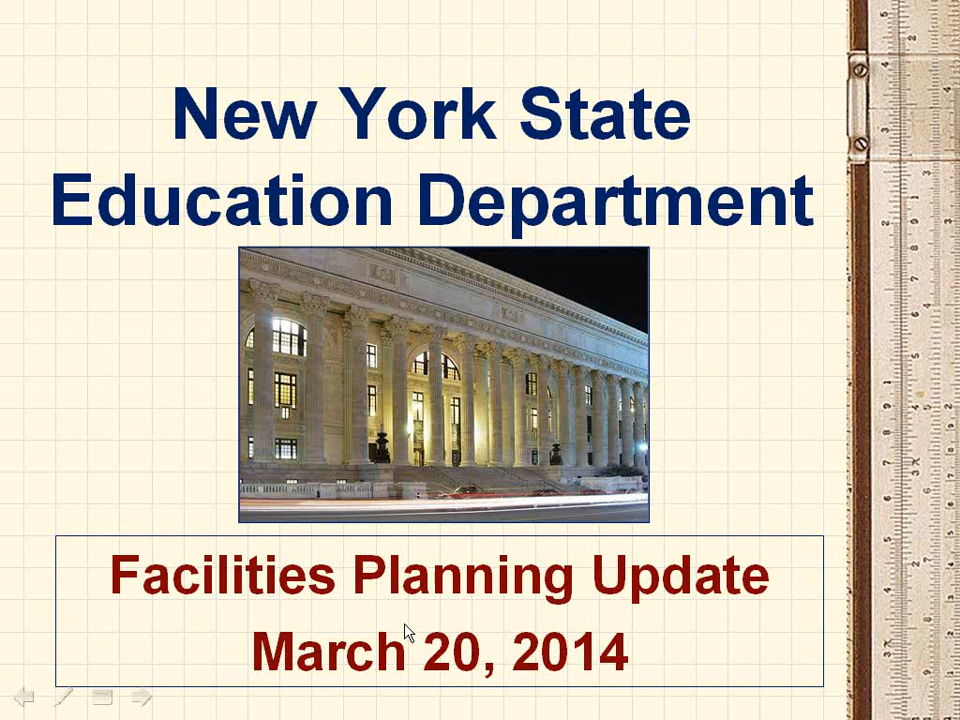 New York State
Education Department
Facilities Planning Update
March 20, 2014